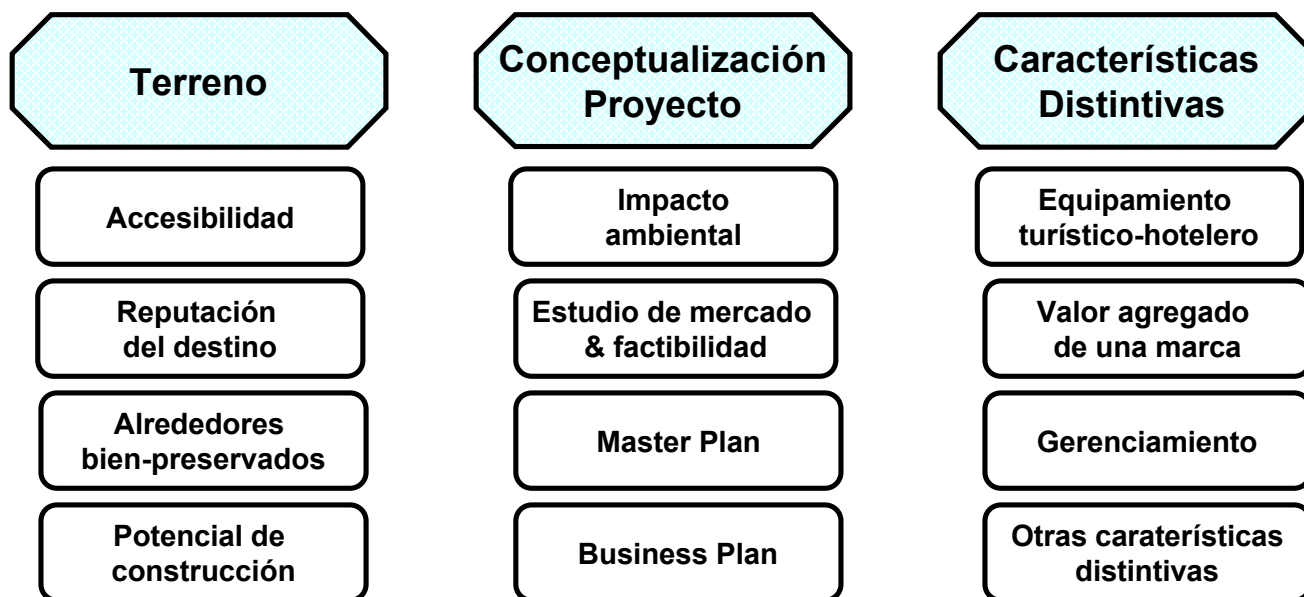 Terreno
Accesibilidad
Reputación
del destino
Alrededores
bien-preservados
Potencial de
construcción
Conceptualización
Proyecto
Impacto
ambiental
Estudio de mercado
& factibilidad
Master Plan
Business Plan
Características
Distintivas
Equipamiento
turístico-hotelero
Valor agregado
de una marca
Gerenciamiento
Otras caraterísticas
distintivas